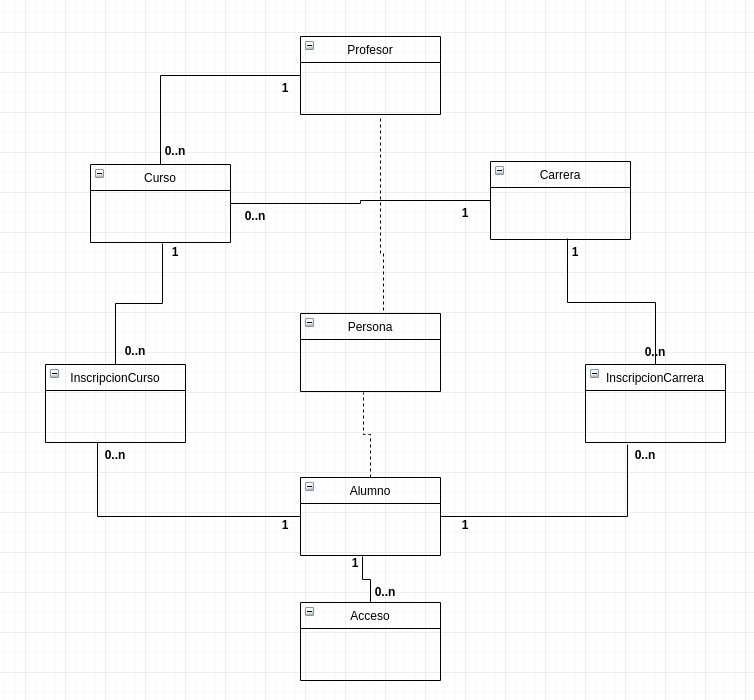 Profesor
1
0..n
Curso
Carrera
0..n
1
1
1
Persona
0..n
0..n
InscripcionCurso
InscripcionCarrera
0..n
0..n
Alumno
1
1
1
0..n
Acceso